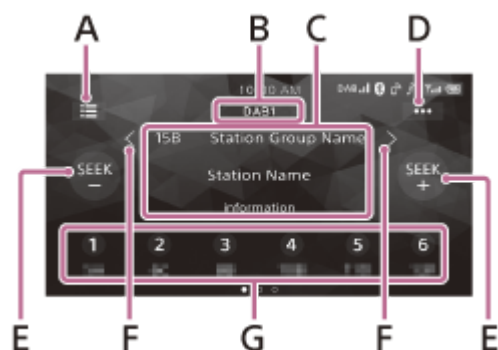 A B C D
10:00 AM DAB
DAB1
15B Station Group Name
SEEK - Station Name SEEK +
information
1 2 3 4 5 6
E F G F E